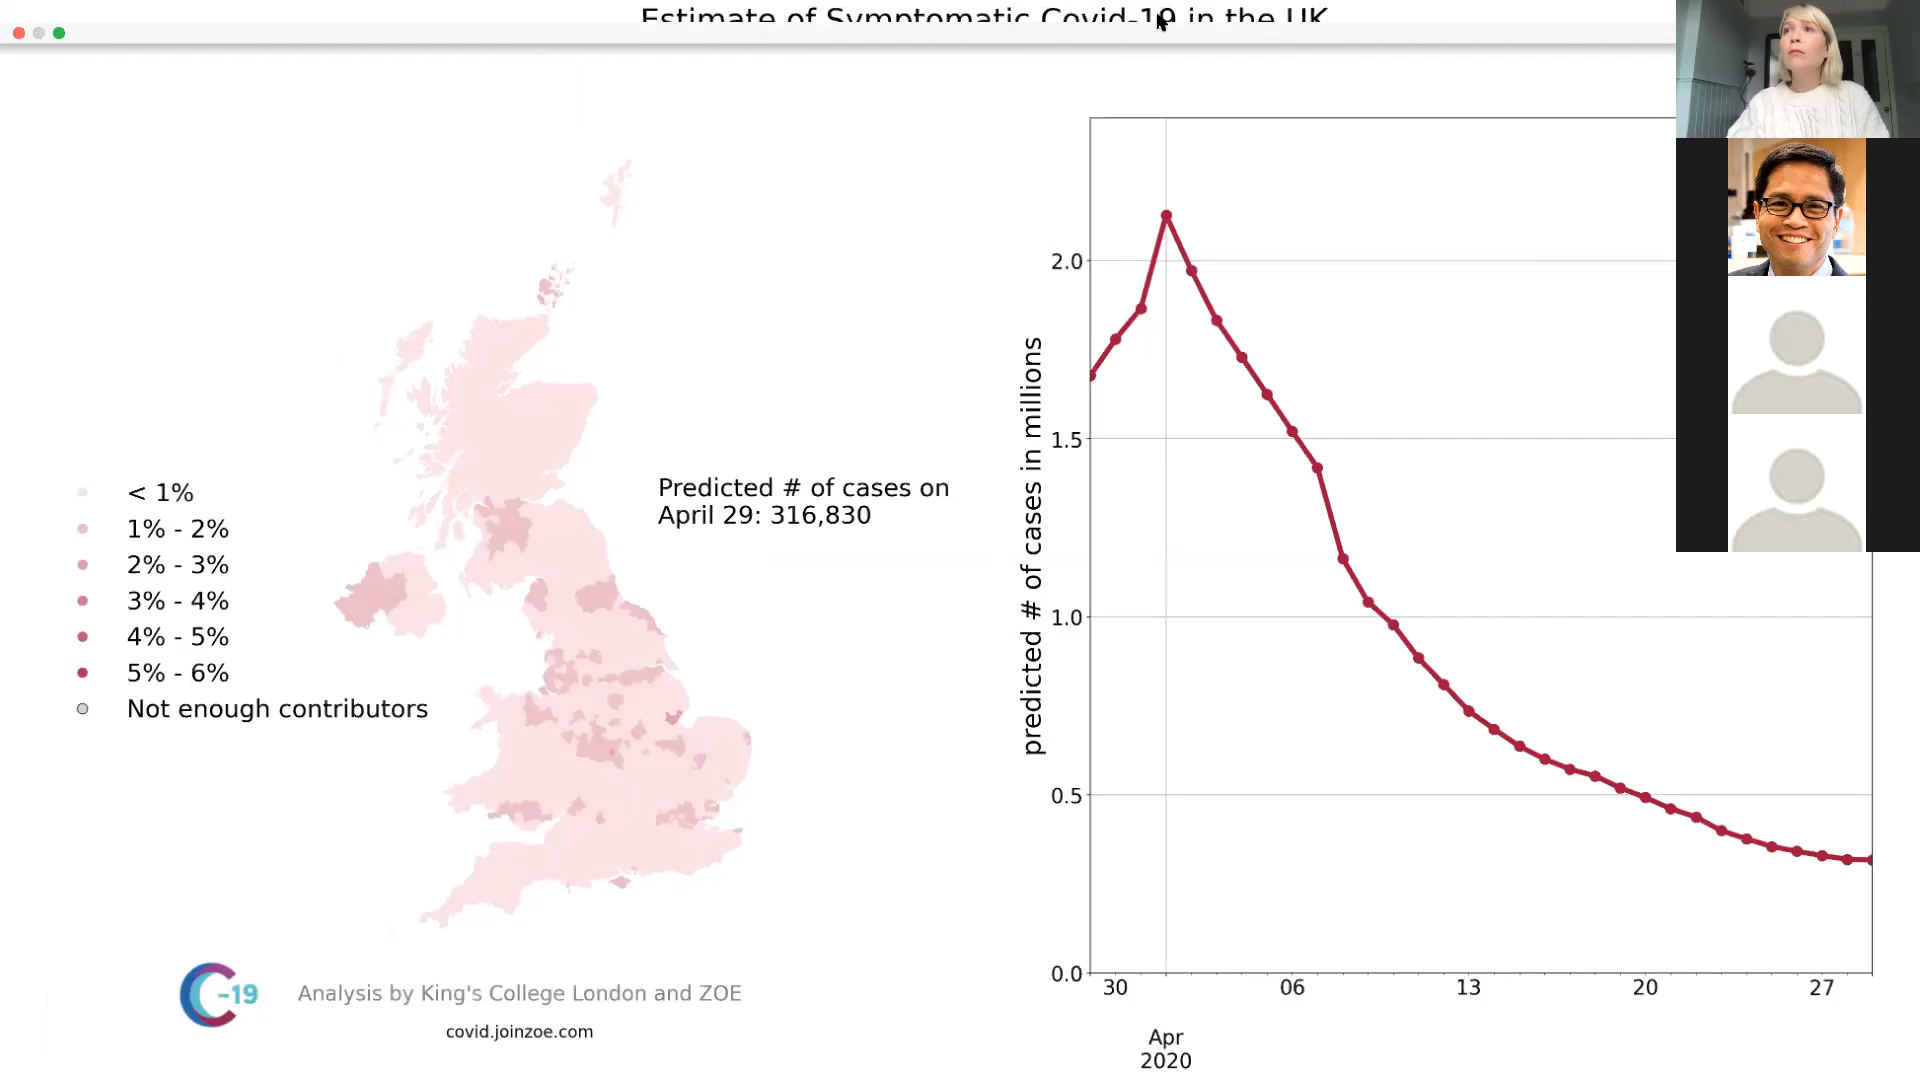 Estimate of Symptomatic Covid-19 in the UK
< 1%
1% - 2%
2% - 3%
3% - 4%
4% - 5%
5% - 6%
Not enough contributors
Predicted # of cases on
April 29: 316,830
predicted # of cases in millions
2.0
1.5
1.0
0.5
0.0
30 06 13 20 27
Apr
2020
C-19
Analysis by King's College London and ZOE
covid.joinzoe.com